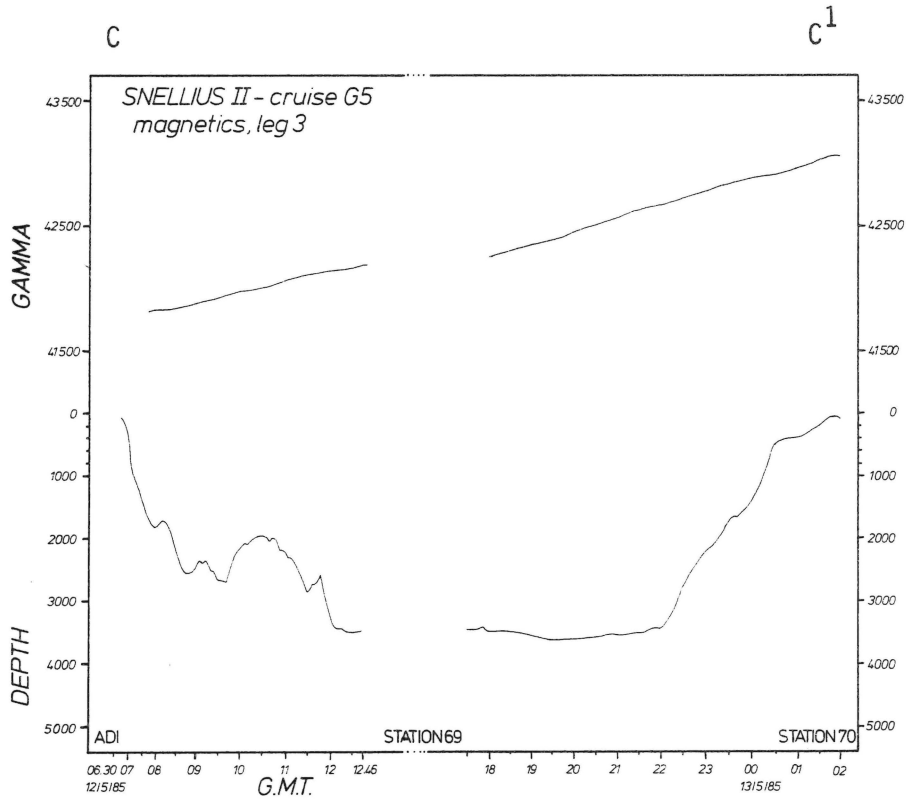 C C1
SNELLIUS II - cruise G5
magnetics, leg 3
43500 43500
42500 42500
GAMMA
41500 41500
0 0
1000 1000
2000 2000
3000 3000
4000 4000
DEPTH
5000 5000
ADI STATION 69 STATION 70
06.30 07 08 09 10 11 12 12.45 18 19 20 21 22 23 00 01 02
12/5/85 G.M.T. 13/5/85